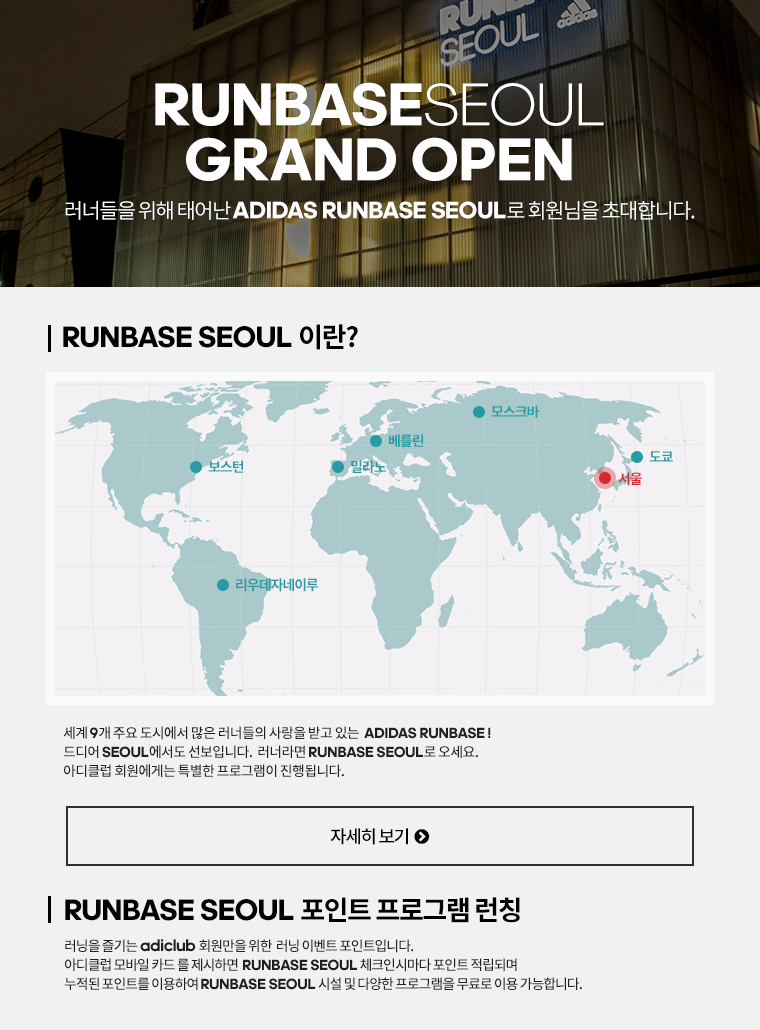 RUNBASE
SEOUL
adidas
RUNBASESEOUL
GRAND OPEN
러너들을 위해 태어난 ADIDAS RUNBASE SEOUL로 회원님을 초대합니다.
RUNBASE SEOUL 이란?
모스크바
베를린
도쿄
보스턴
밀라노
서울
리우데자네이루
세계 9개 주요 도시에서 많은 러너들의 사랑을 받고 있는 ADIDAS RUNBASE !
드디어 SEOUL에서도 선보입니다. 러너라면 RUNBASE SEOUL로 오세요.
아디클럽 회원에게는 특별한 프로그램이 진행됩니다.
자세히 보기
RUNBASE SEOUL 포인트 프로그램 런칭
러닝을 즐기는 adiclub 회원만을 위한 러닝 이벤트 포인트입니다.
아디클럽 모바일 카드 를 제시하면 RUNBASE SEOUL 체크인시마다 포인트 적립되며
누적된 포인트를 이용하여 RUNBASE SEOUL 시설 및 다양한 프로그램을 무료로 이용 가능합니다.